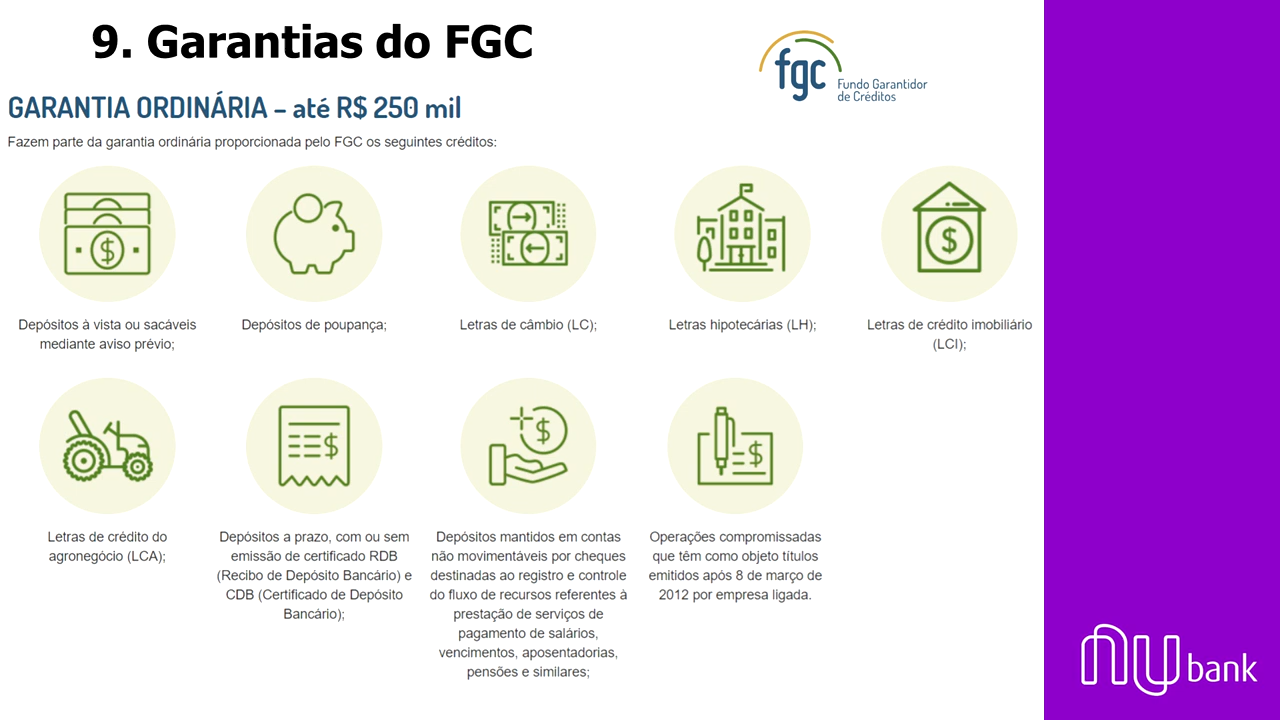 9. Garantias do FGC
fgc
Fundo Garantidor
de Créditos
GARANTIA ORDINÁRIA – até R$ 250 mil
Fazem parte da garantia ordinária proporcionada pelo FGC os seguintes créditos:
$
$
Depósitos à vista ou sacáveis
mediante aviso prévio;
Depósitos de poupança;
Letras de câmbio (LC);
Letras hipotecárias (LH);
Letras de crédito imobiliário
(LCI);
$
$
$
Letras de crédito do
agronegócio (LCA);
Depósitos a prazo, com ou sem
emissão de certificado RDB
(Recibo de Depósito Bancário) e
CDB (Certificado de Depósito
Bancário);
Depósitos mantidos em contas
não movimentáveis por cheques
destinadas ao registro e controle
do fluxo de recursos referentes à
prestação de serviços de
pagamento de salários,
vencimentos, aposentadorias,
pensões e similares;
Operações compromissadas
que têm como objeto títulos
emitidos após 8 de março de
2012 por empresa ligada.
nu bank